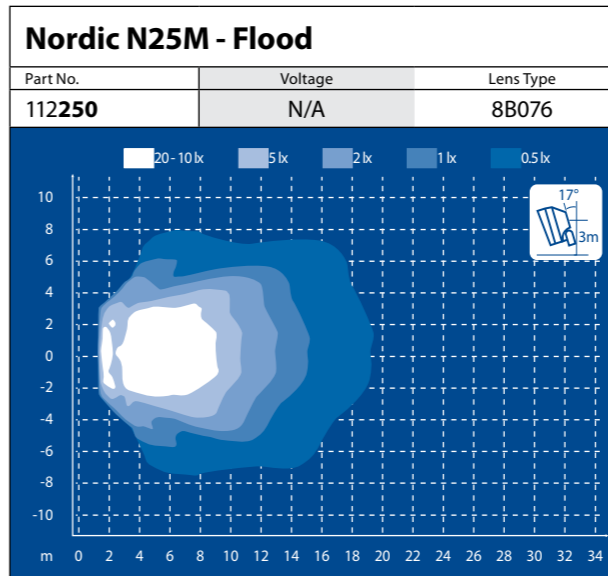 Nordic N25M - Flood
Part No. Voltage Lens Type
112250 N/A 8B076
20 - 10 lx 5 lx 2 lx 1 lx 0.5 lx
10
17°
8
3m
6
4
2
0
-2
-4
-6
-8
-10
m 0 2 4 6 8 10 12 14 16 18 20 22 24 26 28 30 32 34